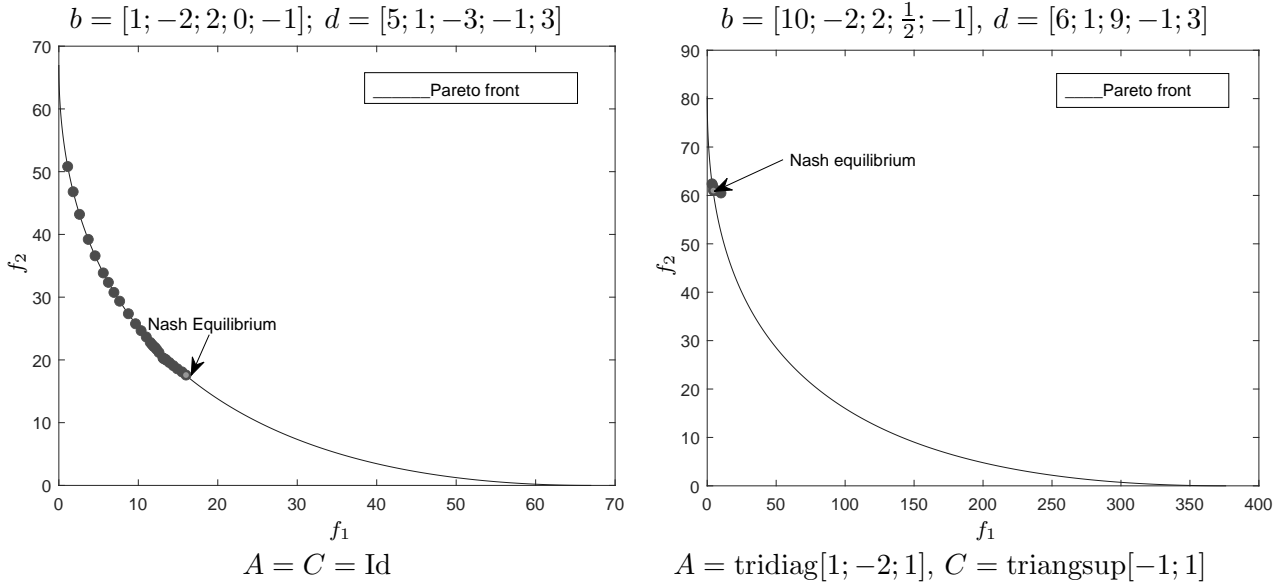 b = [1; −2; 2; 0; −1]; d = [5; 1; −3; −1; 3]
70
60
50
40
30
20
10
0
f₂
______Pareto front
Nash Equilibrium
0 10 20 30 40 50 60 70
f₁
A = C = Id
b = [10; −2; 2; ½; −1], d = [6; 1; 9; −1; 3]
90
80
70
60
50
40
30
20
10
0
f₂
____Pareto front
Nash equilibrium
0 50 100 150 200 250 300 350 400
f₁
A = tridiag[1; −2; 1], C = triangsup[−1; 1]